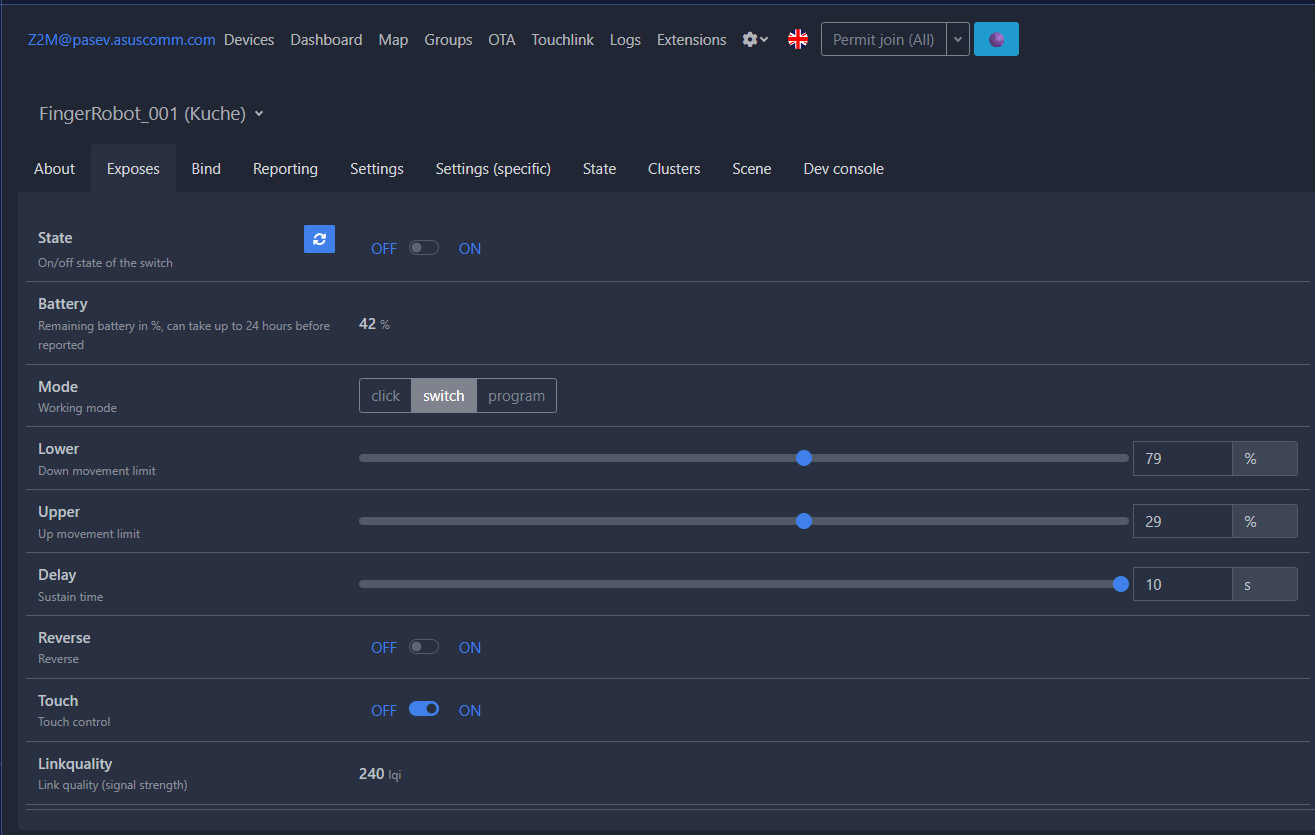 Z2M@pasev.asuscomm.com Devices Dashboard Map Groups OTA Touchlink Logs Extensions Permit join (All)
FingerRobot_001 (Kuche)
About Exposes Bind Reporting Settings Settings (specific) State Clusters Scene Dev console
State
OFF ON
On/off state of the switch
Battery
Remaining battery in %, can take up to 24 hours before
reported
42 %
Mode
Working mode
click switch program
Lower
Down movement limit
79 %
Upper
Up movement limit
29 %
Delay
Sustain time
10 s
Reverse
Reverse
OFF ON
Touch
Touch control
OFF ON
Linkquality
Link quality (signal strength)
240 lqi